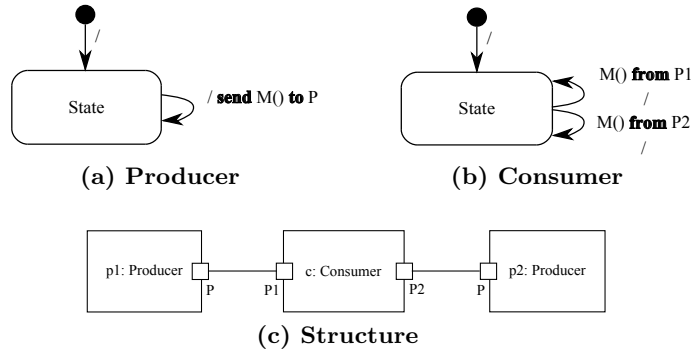 /
State
/ send M() to P
(a) Producer
/
State
M() from P1
/
M() from P2
/
(b) Consumer
p1: Producer
P
P1
c: Consumer
P2
P
p2: Producer
(c) Structure